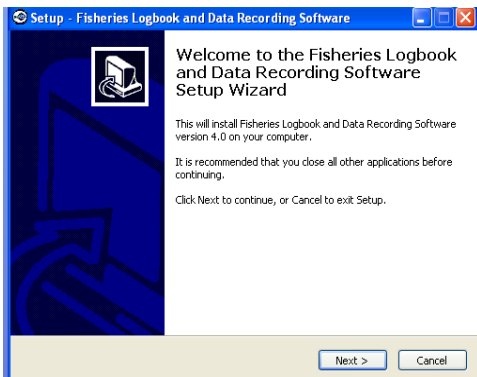 Setup - Fisheries Logbook and Data Recording Software
Welcome to the Fisheries Logbook
and Data Recording Software
Setup Wizard
This will install Fisheries Logbook and Data Recording Software
version 4.0 on your computer.
It is recommended that you close all other applications before
continuing.
Click Next to continue, or Cancel to exit Setup.
Next >
Cancel